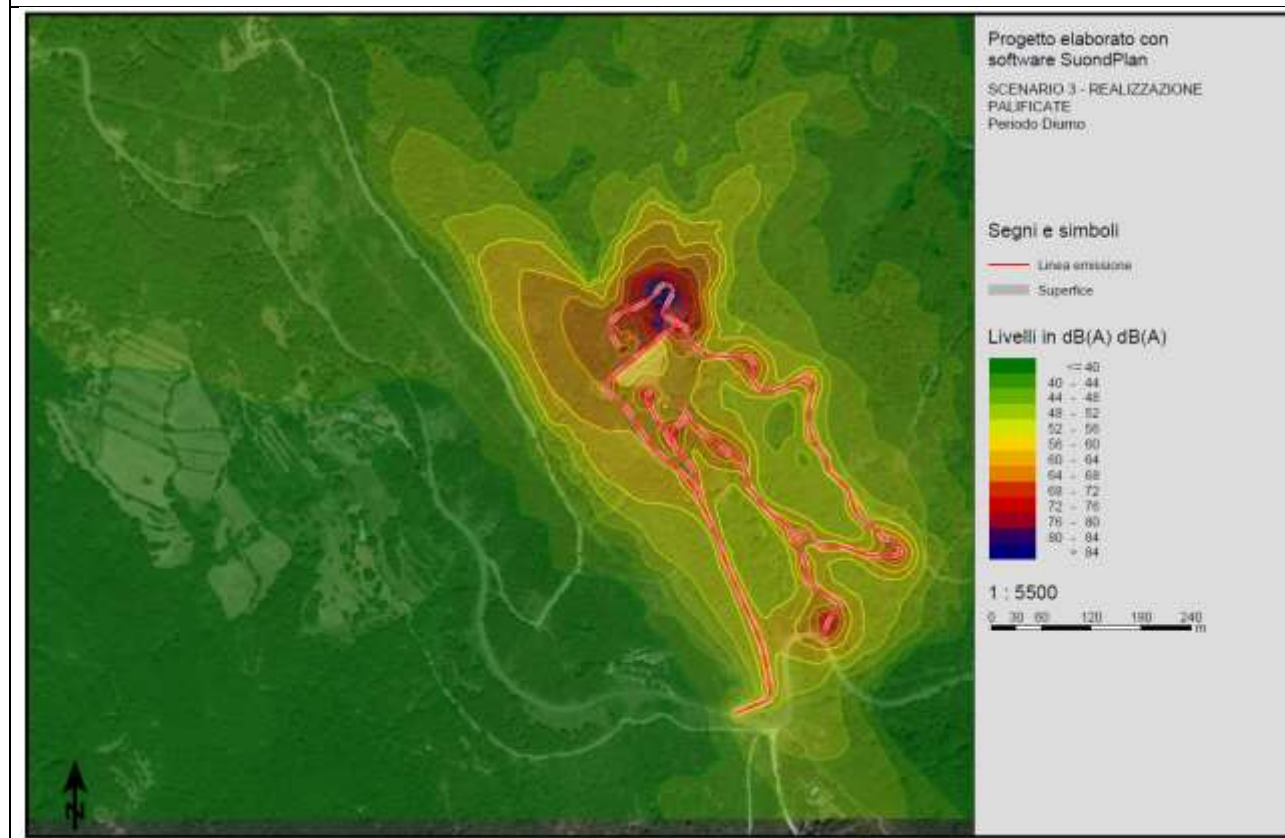 Progetto elaborato con
software SuondPlan
SCENARIO 3 - REALIZZAZIONE
PALIFICATE
Periodo Diurno
Segni e simboli
Linea emissione
Superfice
Livelli in dB(A) dB(A)
<= 40
40 - 44
44 - 48
48 - 52
52 - 56
56 - 60
60 - 64
64 - 68
68 - 72
72 - 76
76 - 80
80 - 84
+ 84
1 : 5500
0 30 60 120 190 240
m